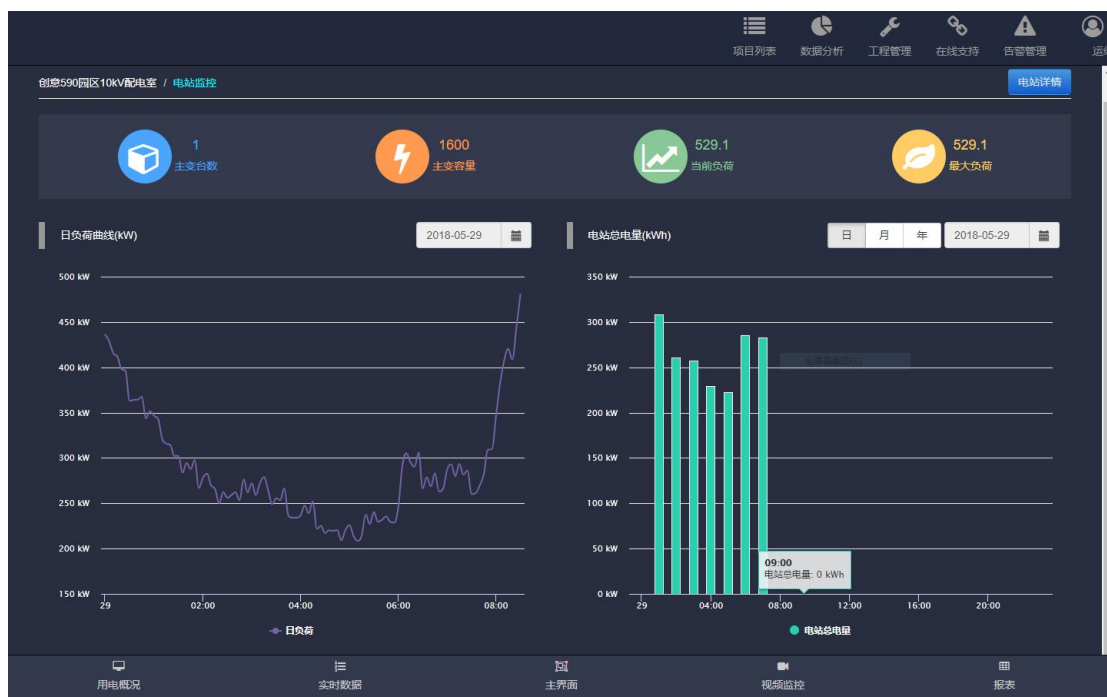 项目列表 数据分析 工程管理 在线支持 告警管理
创意590园区10kV配电室 / 电站监控 电站详情
1 1600 529.1 529.1
主变台数 主变容量 当前负荷 最大负荷
日负荷曲线(kW) 2018-05-29 电站总电量(kWh) 日 月 年 2018-05-29
500 kW 350 kW
450 kW 300 kW
400 kW 250 kW
350 kW 200 kW
300 kW 150 kW
250 kW 100 kW
200 kW 50 kW
09:00
电站总电量: 0 kWh
150 kW 0 kW
29 02:00 04:00 06:00 08:00 29 04:00 08:00 12:00 16:00 20:00
日负荷 电站总电量
用电概况 实时数据 主界面 视频监控 报表